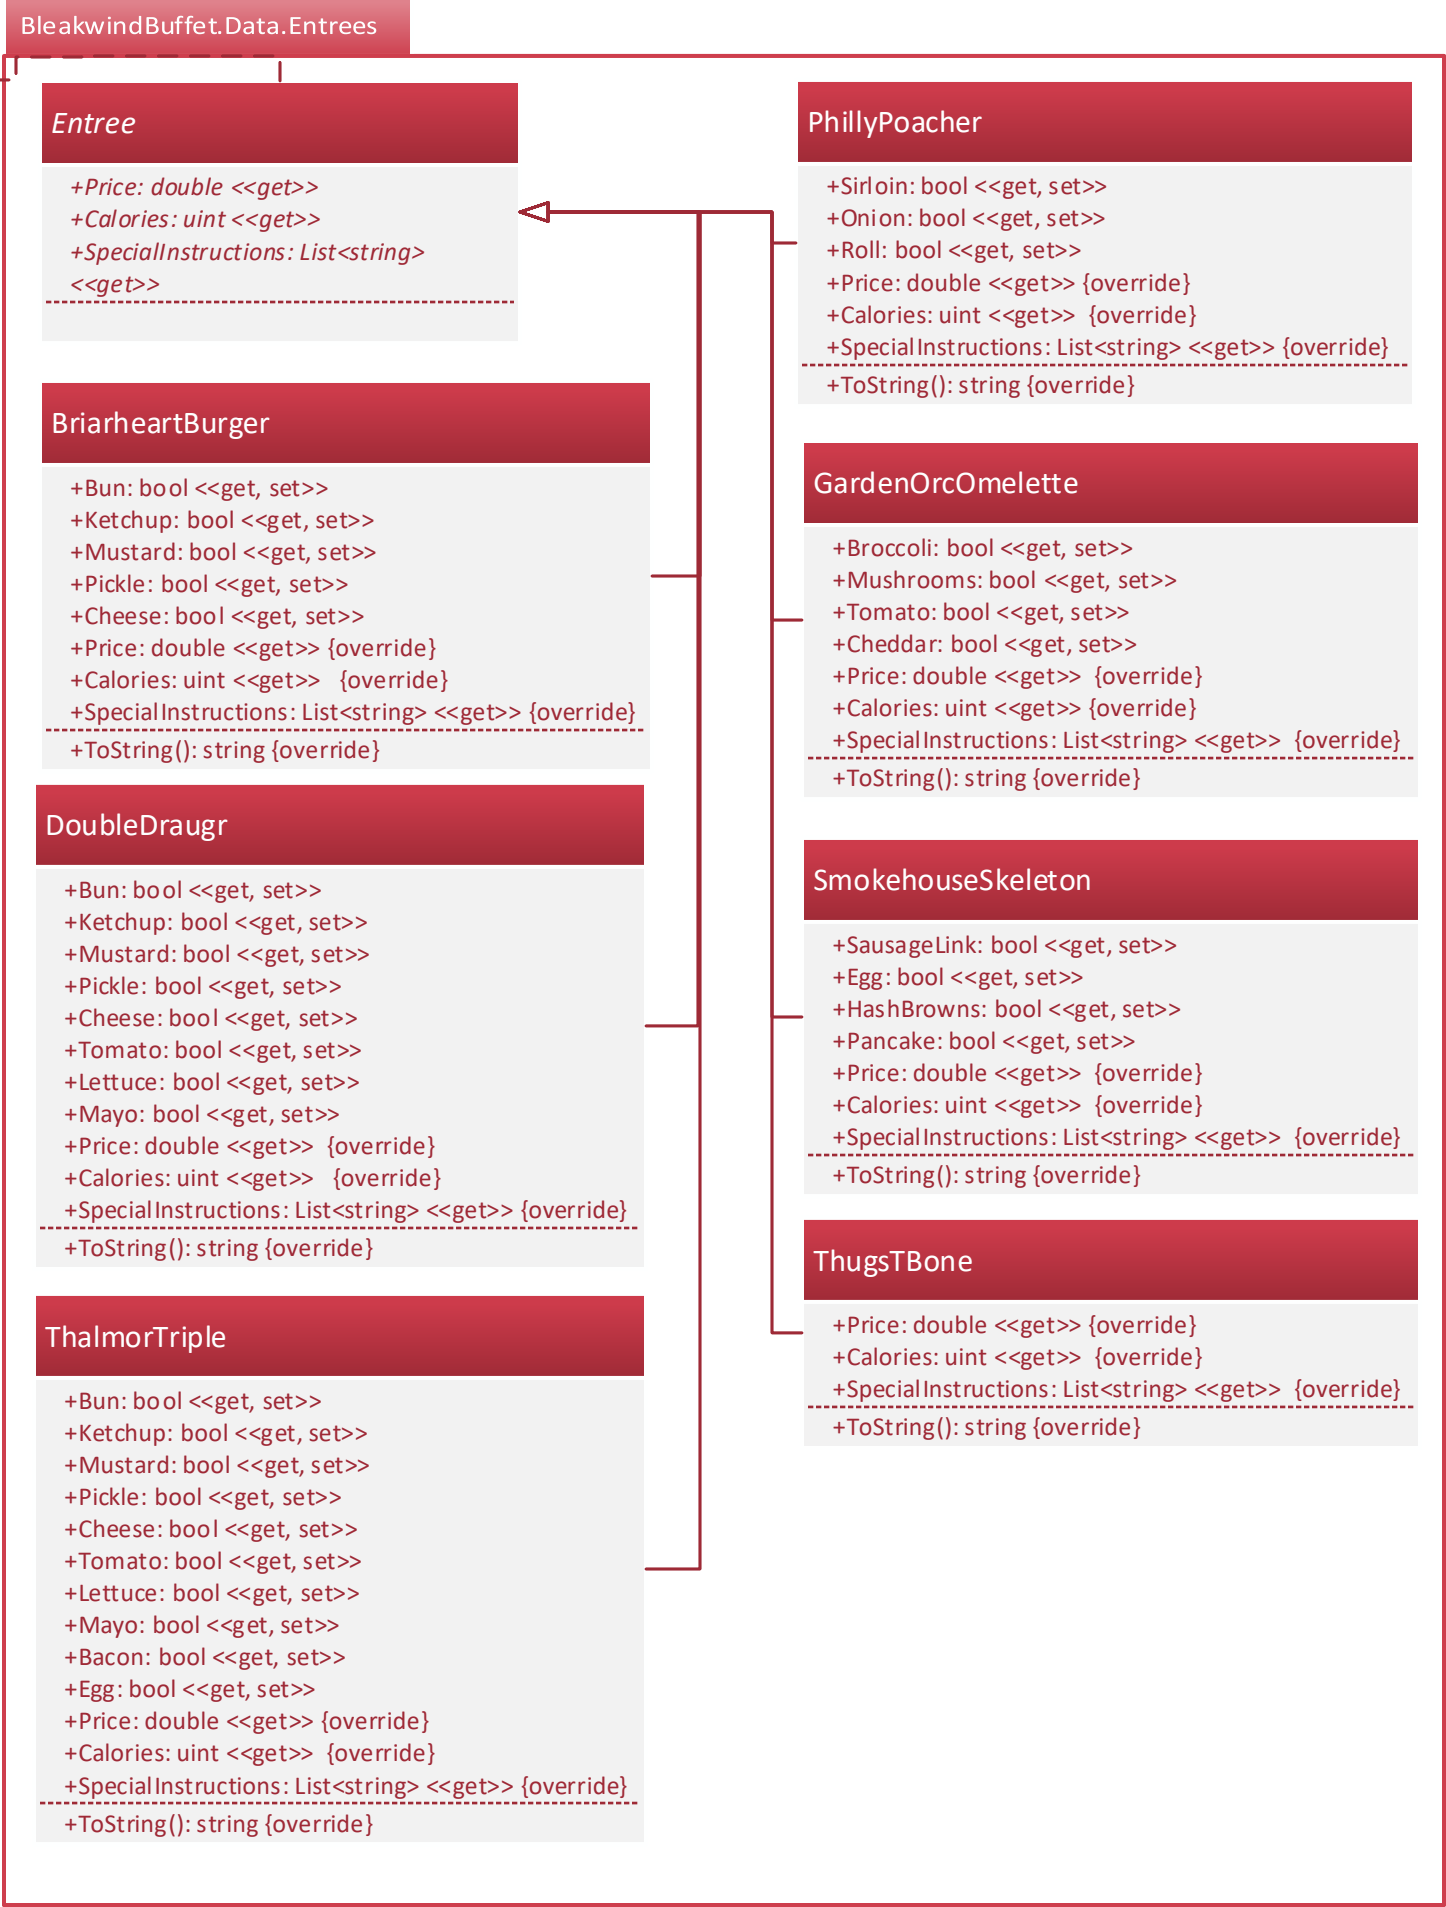 BleakwindBuffet.Data.Entrees
Entree
+Price: double <<get>>
+Calories: uint <<get>>
+SpecialInstructions: List<string>
<<get>>
BriarheartBurger
+Bun: bool <<get, set>>
+Ketchup: bool <<get, set>>
+Mustard: bool <<get, set>>
+Pickle: bool <<get, set>>
+Cheese: bool <<get, set>>
+Price: double <<get>> {override}
+Calories: uint <<get>> {override}
+SpecialInstructions: List<string> <<get>> {override}
+ToString(): string {override}
DoubleDraugr
+Bun: bool <<get, set>>
+Ketchup: bool <<get, set>>
+Mustard: bool <<get, set>>
+Pickle: bool <<get, set>>
+Cheese: bool <<get, set>>
+Tomato: bool <<get, set>>
+Lettuce: bool <<get, set>>
+Mayo: bool <<get, set>>
+Price: double <<get>> {override}
+Calories: uint <<get>> {override}
+SpecialInstructions: List<string> <<get>> {override}
+ToString(): string {override}
ThalmorTriple
+Bun: bool <<get, set>>
+Ketchup: bool <<get, set>>
+Mustard: bool <<get, set>>
+Pickle: bool <<get, set>>
+Cheese: bool <<get, set>>
+Tomato: bool <<get, set>>
+Lettuce: bool <<get, set>>
+Mayo: bool <<get, set>>
+Bacon: bool <<get, set>>
+Egg: bool <<get, set>>
+Price: double <<get>> {override}
+Calories: uint <<get>> {override}
+SpecialInstructions: List<string> <<get>> {override}
+ToString(): string {override}
PhillyPoacher
+Sirloin: bool <<get, set>>
+Onion: bool <<get, set>>
+Roll: bool <<get, set>>
+Price: double <<get>> {override}
+Calories: uint <<get>> {override}
+SpecialInstructions: List<string> <<get>> {override}
+ToString(): string {override}
GardenOrcOmelette
+Broccoli: bool <<get, set>>
+Mushrooms: bool <<get, set>>
+Tomato: bool <<get, set>>
+Cheddar: bool <<get, set>>
+Price: double <<get>> {override}
+Calories: uint <<get>> {override}
+SpecialInstructions: List<string> <<get>> {override}
+ToString(): string {override}
SmokehouseSkeleton
+SausageLink: bool <<get, set>>
+Egg: bool <<get, set>>
+HashBrowns: bool <<get, set>>
+Pancake: bool <<get, set>>
+Price: double <<get>> {override}
+Calories: uint <<get>> {override}
+SpecialInstructions: List<string> <<get>> {override}
+ToString(): string {override}
ThugsTBone
+Price: double <<get>> {override}
+Calories: uint <<get>> {override}
+SpecialInstructions: List<string> <<get>> {override}
+ToString(): string {override}